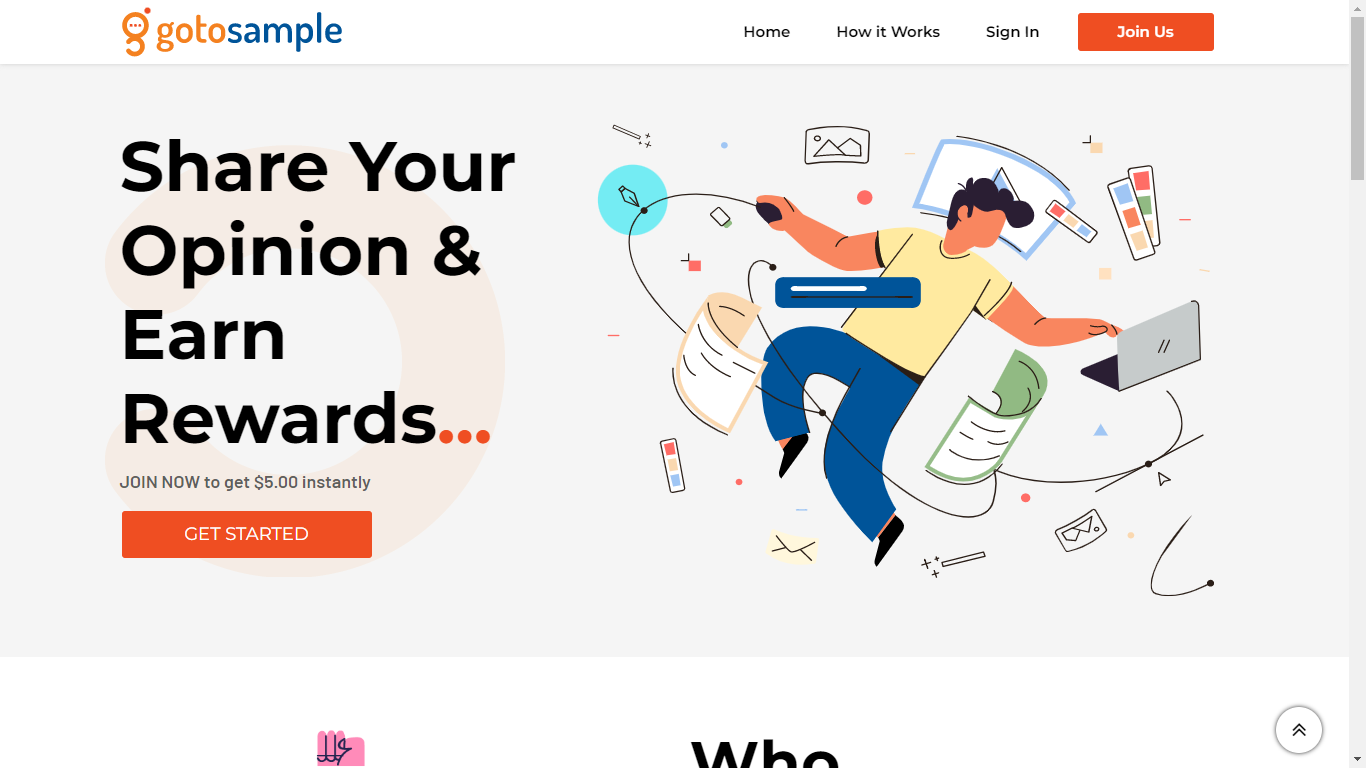 gotosample
Home
How it Works
Sign In
Join Us
Share Your
Opinion &
Earn
Rewards...
JOIN NOW to get $5.00 instantly
GET STARTED
Who